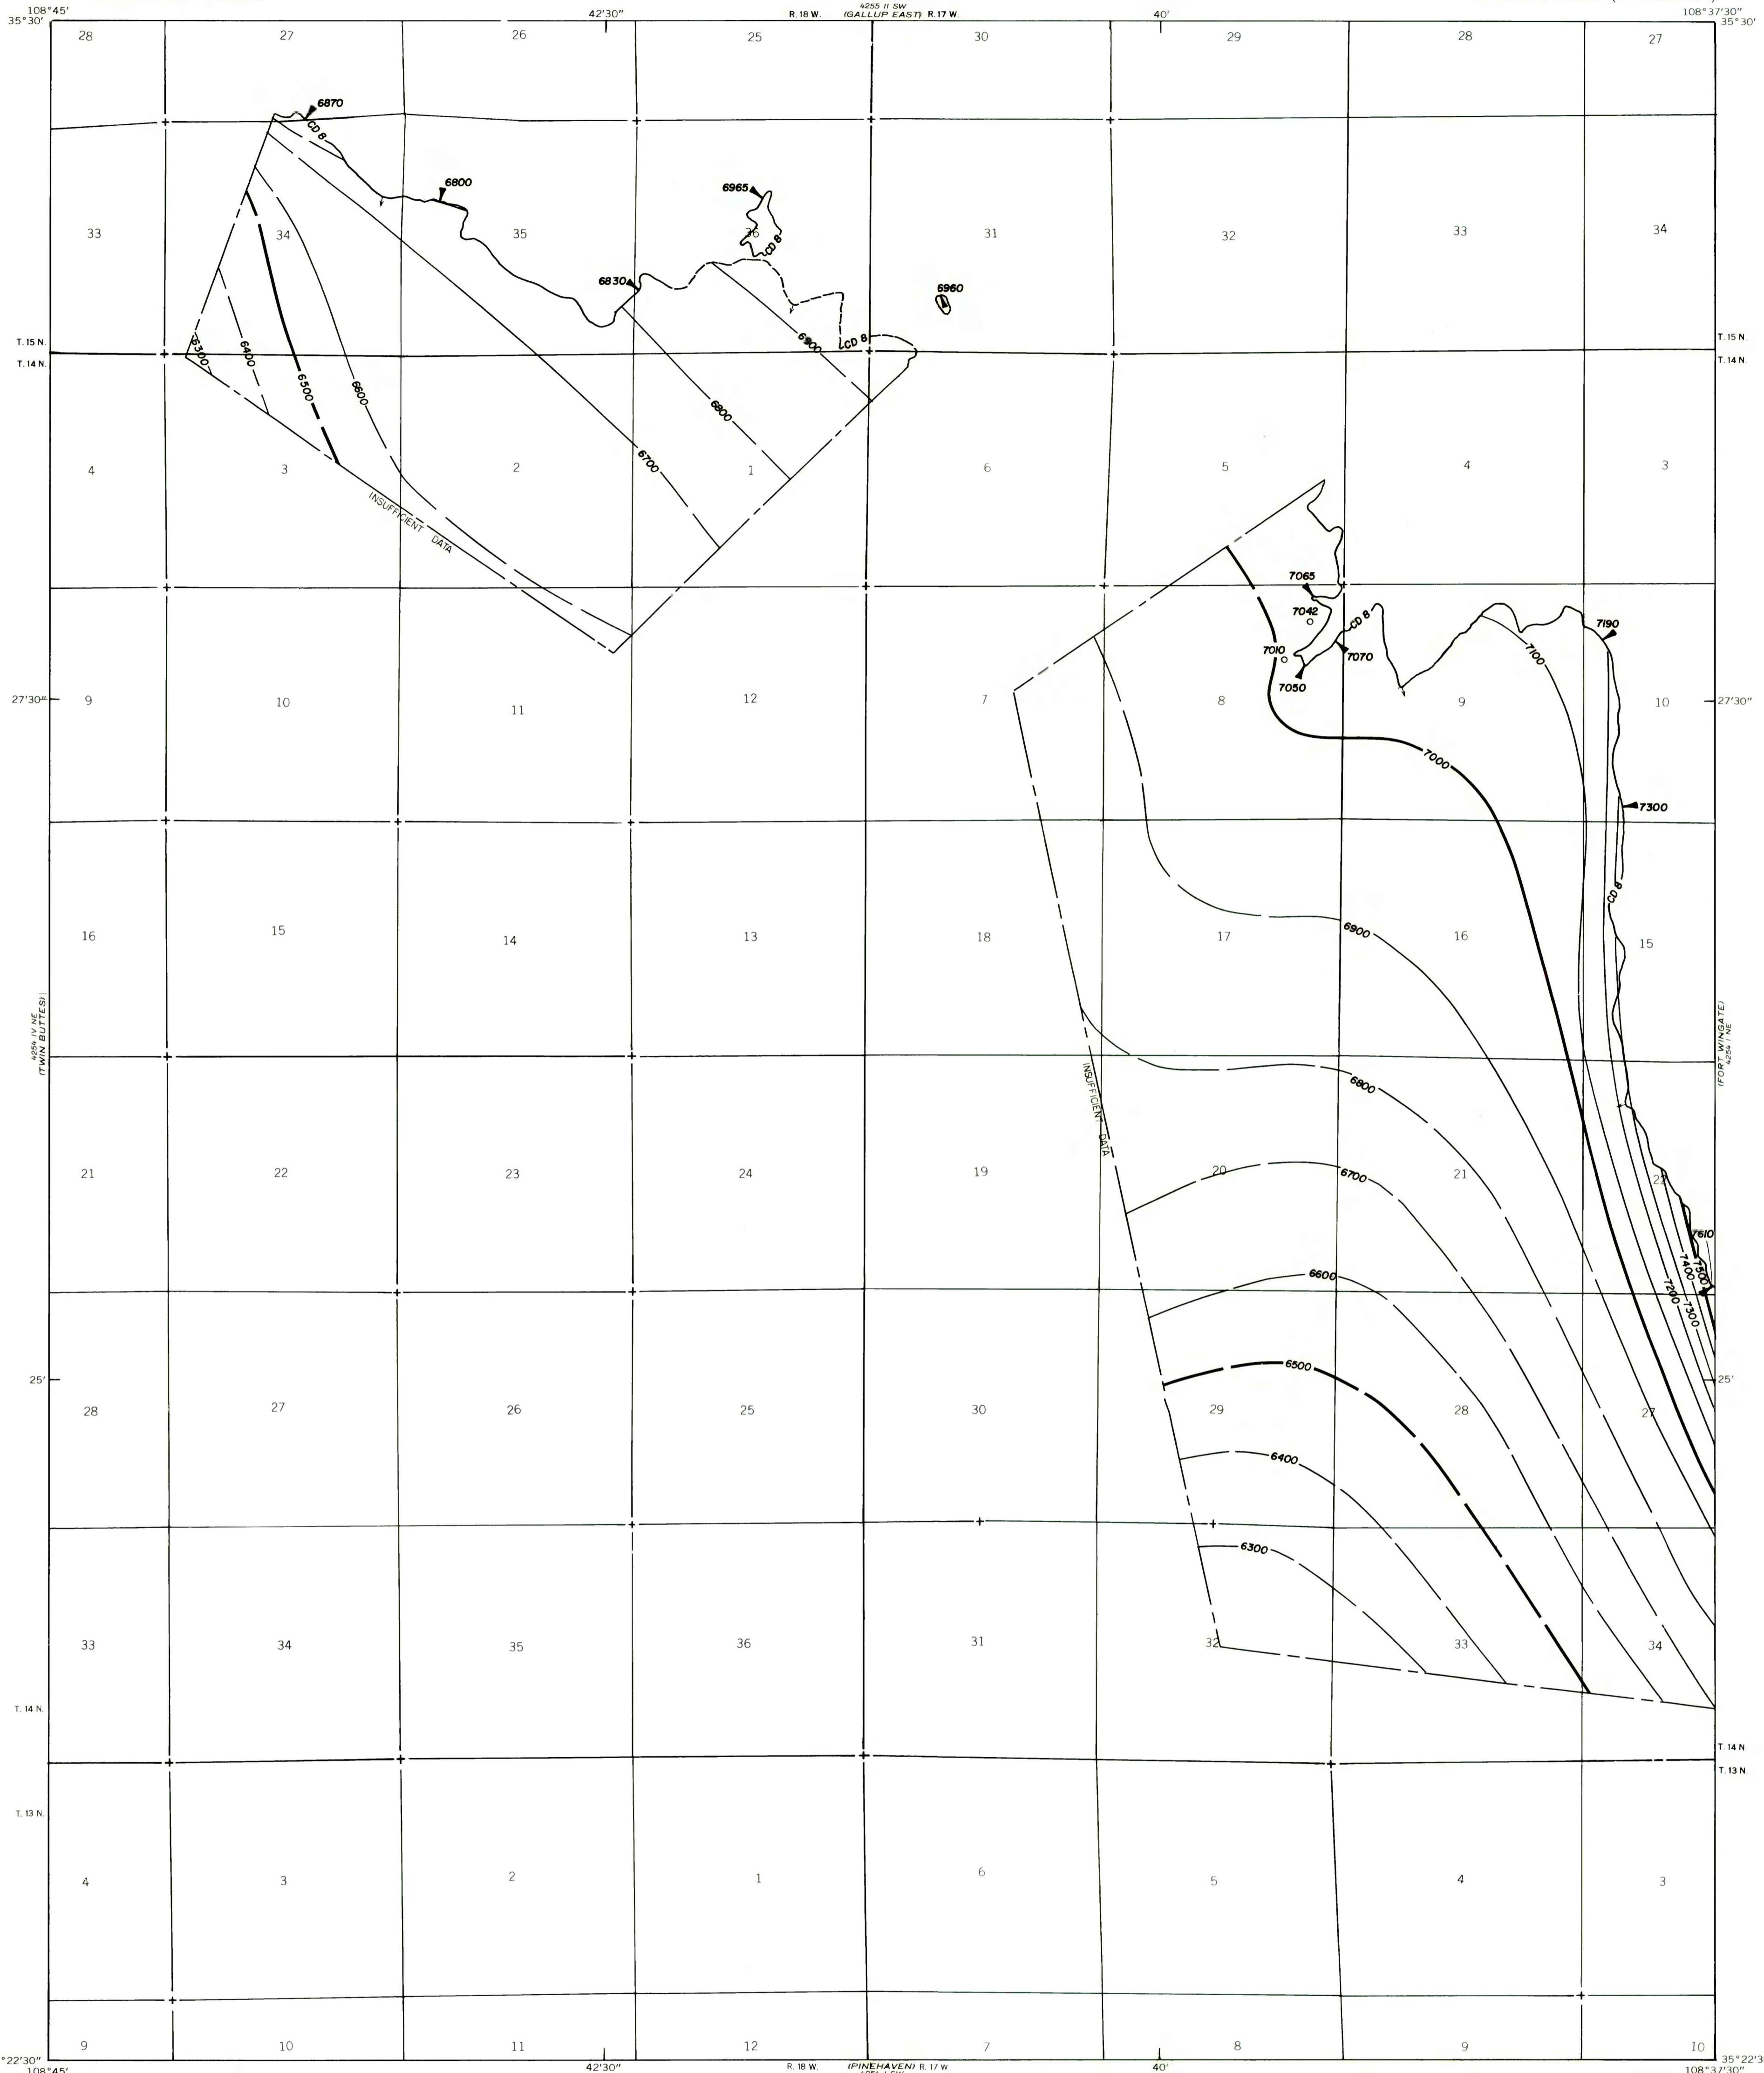 4255 II SW
108°45' 42'30" R. 18 W. (GALLUP EAST) R. 17 W. 40' 108°37'30"
35°30' 35°30'
28 27 26 25 30 29 28 27
6870
CD 8
6800 6965
33 34 35 36 31 32 33 34
CD 8
6830 6960
T. 15 N. 6300 6400 6900 CD 8 T. 15 N.
T. 14 N. 6500 6600 6800 T. 14 N.
4 3 2 6700 1 6 5 4 3
INSUFFICIENT DATA
7065
7042 CD 8 7190
7010 7070 7100
7050
27'30" 9 10 11 12 7 8 9 10 27'30"
7000
7300
CD 8
16 15 14 13 18 17 6900 16 15
4254 IV NE
(TWIN BUTTES)
(FORT WINGATE)
4254 I NE
INSUFFICIENT DATA
6800
21 22 23 24 19 20 6700 21 22
7610
6600 7200 7300 7400 7500
25' 6500 25'
28 27 26 25 30 29 28 27
6400
6300
33 34 35 36 31 32 33 34
T. 14 N.
T. 14 N.
T. 13 N.
T. 13 N.
4 3 2 1 6 5 4 3
9 10 11 12 7 8 9 10
°22'30" 35°22'3
108°45' 42'30" R. 18 W. (PINEHAVEN) R. 17 W 40' 108°37'30"